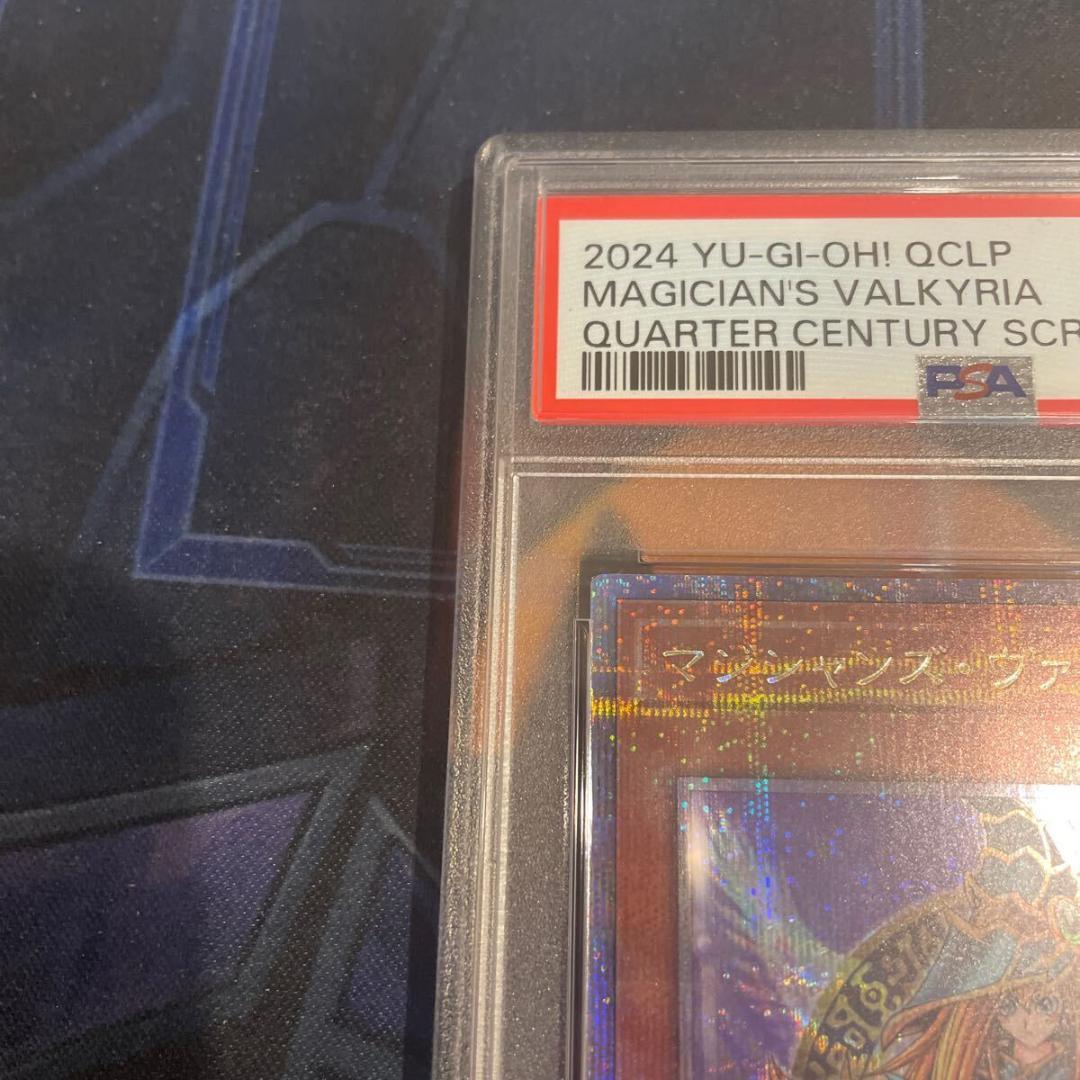 2024 YU-GI-OH! QCLP
MAGICIAN'S VALKYRIA
QUARTER CENTURY SCR
PSA
マジシャンズ・ヴァ